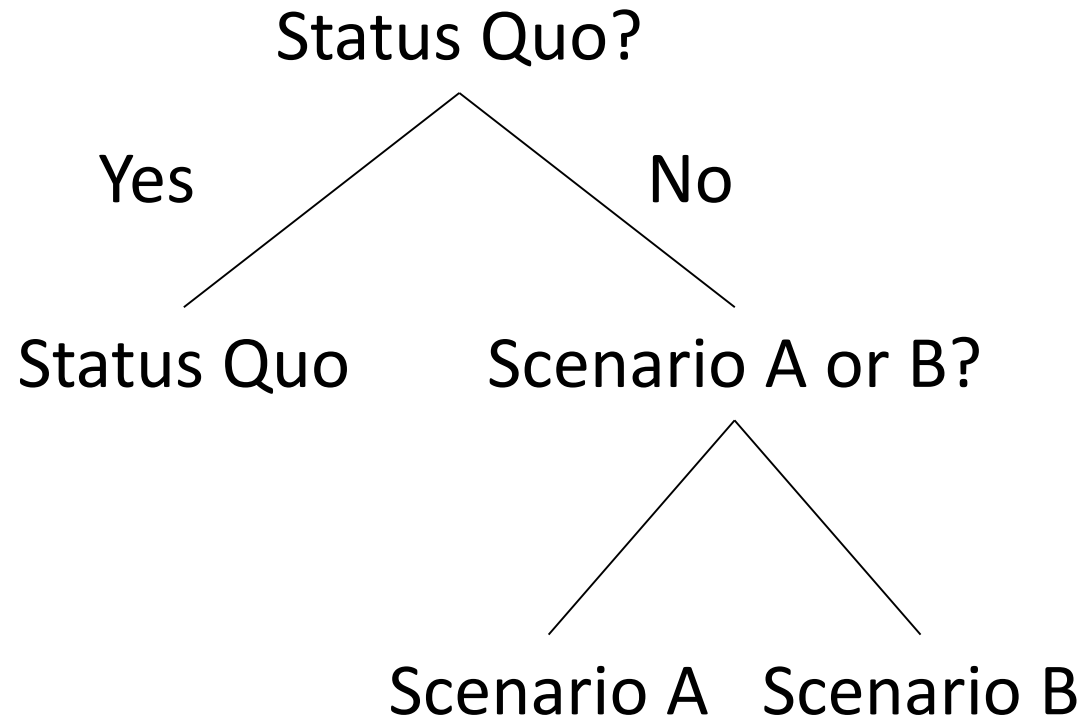 Status Quo?
Yes
No
Status Quo
Scenario A or B?
Scenario A
Scenario B